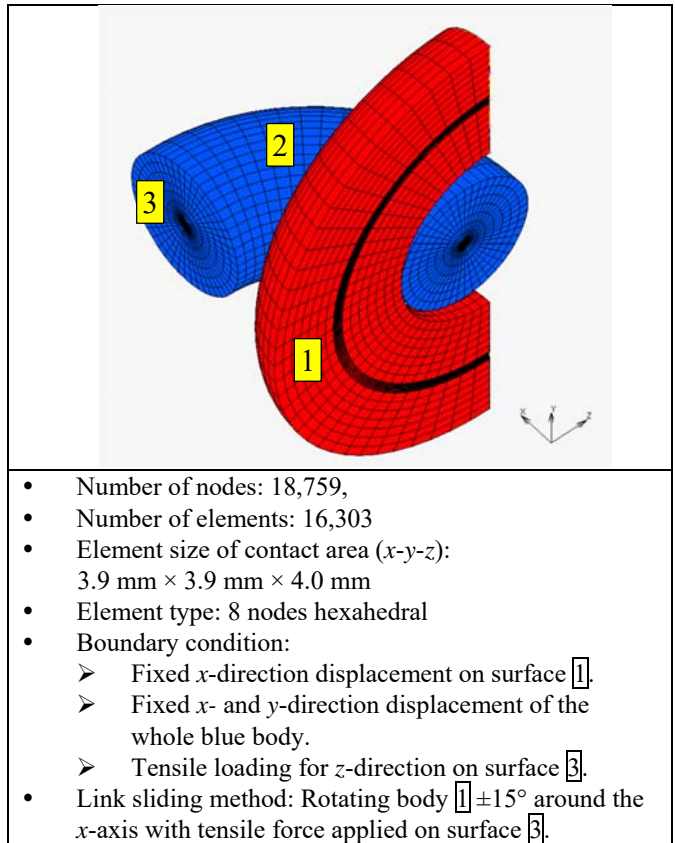 2
3
1
X
Y
Z
• Number of nodes: 18,759,
• Number of elements: 16,303
• Element size of contact area (x-y-z):
3.9 mm × 3.9 mm × 4.0 mm
• Element type: 8 nodes hexahedral
• Boundary condition:
➢ Fixed x-direction displacement on surface 1.
➢ Fixed x- and y-direction displacement of the
whole blue body.
➢ Tensile loading for z-direction on surface 3.
• Link sliding method: Rotating body 1 ±15° around the
x-axis with tensile force applied on surface 3.